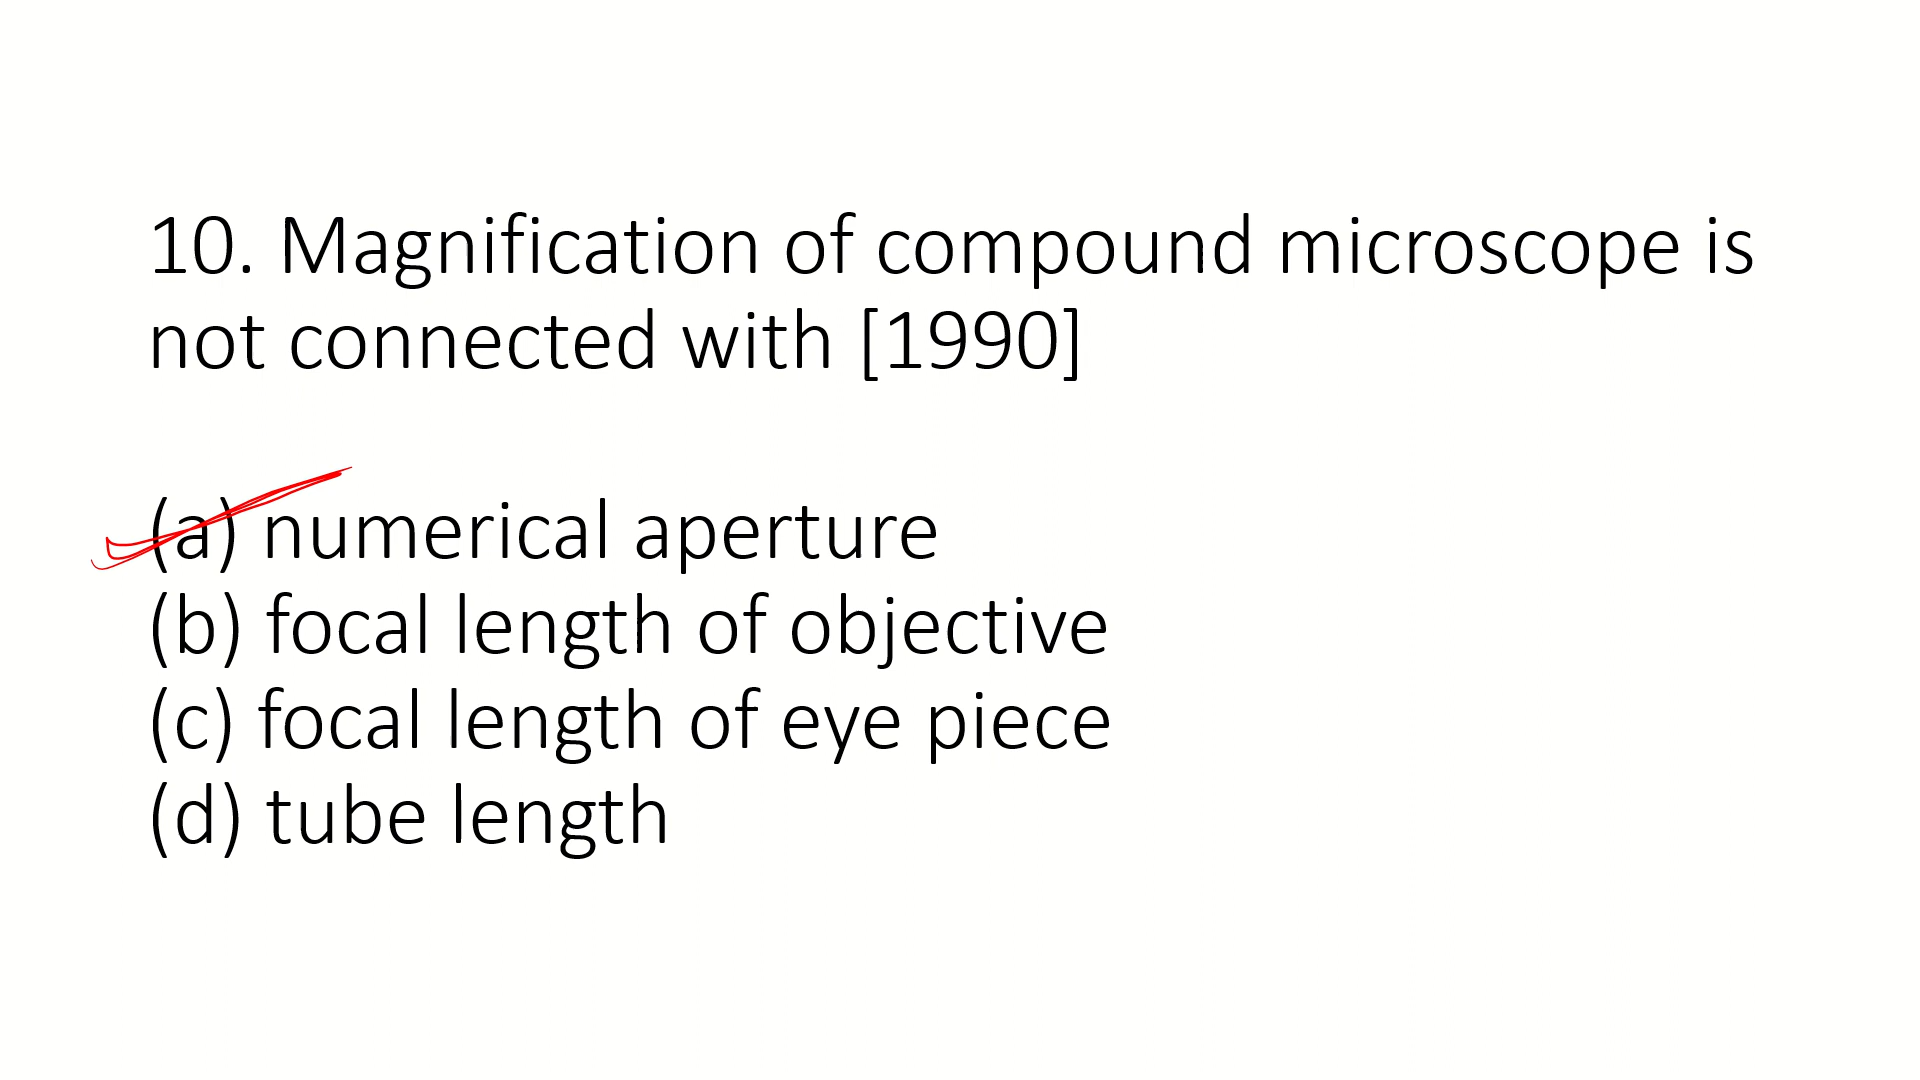 10. Magnification of compound microscope is
not connected with [1990]
(a) numerical aperture
(b) focal length of objective
(c) focal length of eye piece
(d) tube length